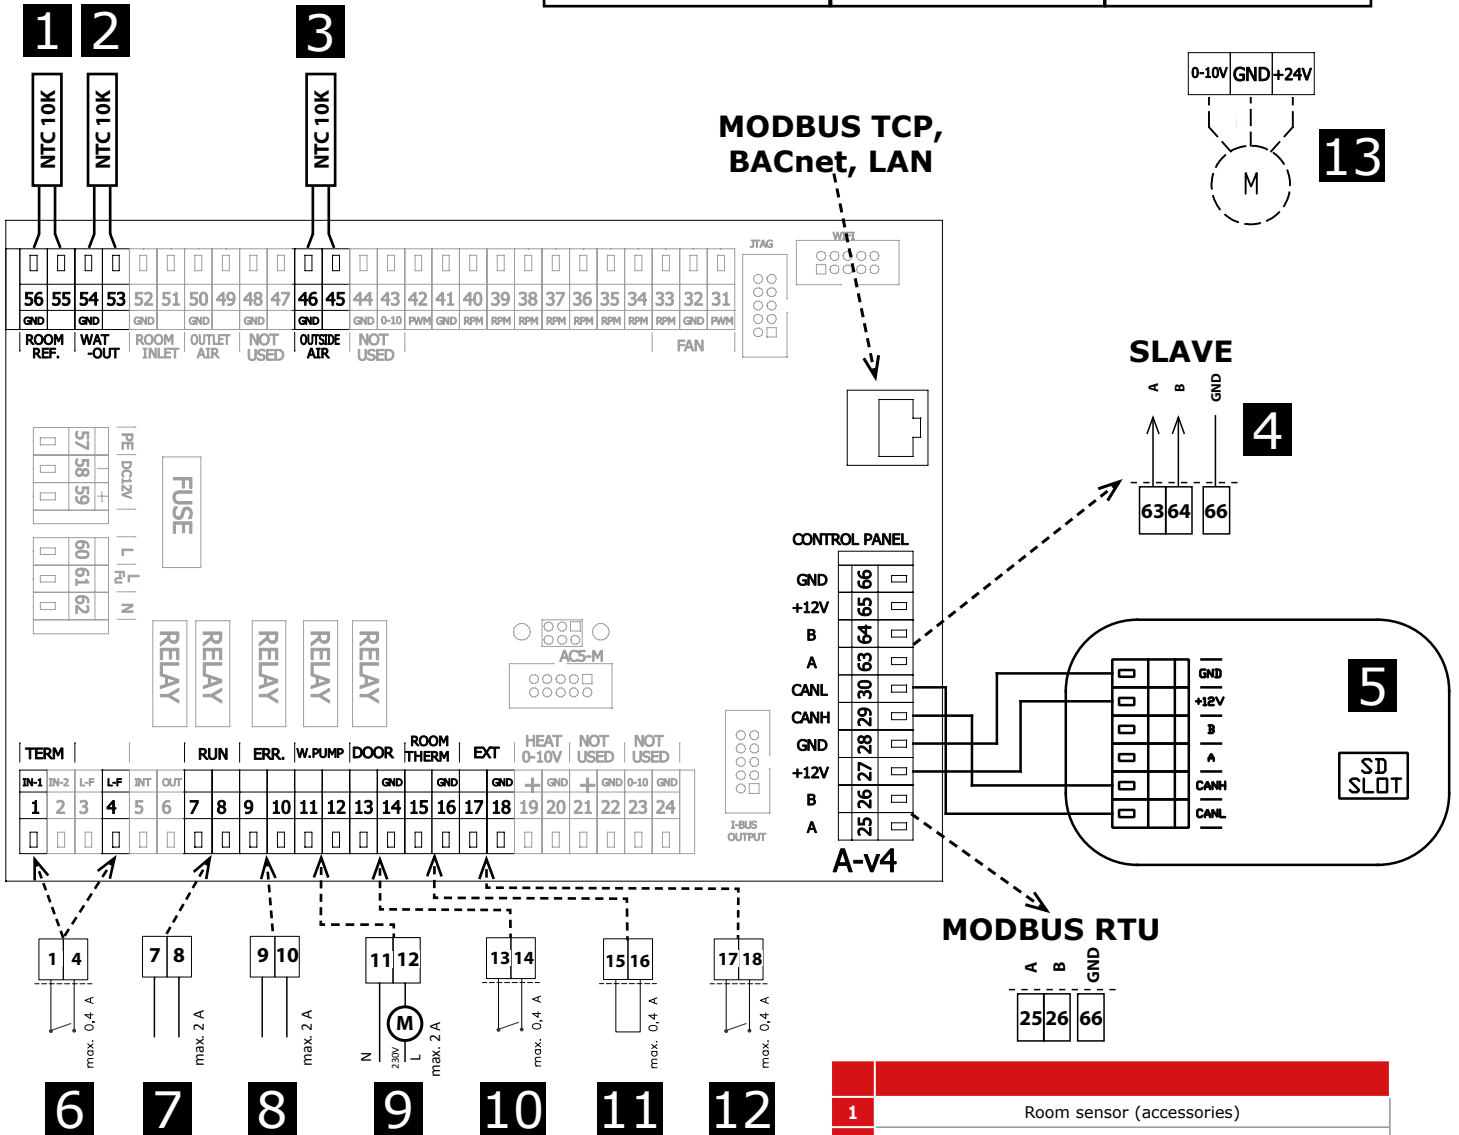 1 2 3
NTC 10K NTC 10K NTC 10K
0-10V GND +24V
M
13
MODBUS TCP,
BACnet, LAN
JTAG WIFI
56 55 54 53 52 51 50 49 48 47 46 45 44 43 42 41 40 39 38 37 36 35 34 33 32 31
GND GND GND GND GND GND GND 0-10 PWM GND RPM RPM RPM RPM RPM RPM RPM RPM GND PWM
ROOM REF.
WAT -OUT
ROOM INLET
OUTLET AIR
NOT USED
OUTSIDE AIR
NOT USED
FAN
SLAVE
A B GND
4
63 64 66
57 58 59
PE DC12V
- +
60 61 62
L L Fu N
FUSE
RELAY RELAY RELAY RELAY RELAY
AC5-M
CONTROL PANEL
GND 66
+12V 65
B 64
A 63
CANL 30
CANH 29
GND 28
+12V 27
B 26
A 25
A-v4
GND
+12V
B
A
CANH
CANL
5
SD
SLOT
I-BUS
OUTPUT
TERM RUN ERR. W.PUMP DOOR ROOM THERM EXT HEAT 0-10V NOT USED NOT USED
IN-1 IN-2 L-F L-F INT OUT GND GND GND + GND + GND 0-10 GND
1 2 3 4 5 6 7 8 9 10 11 12 13 14 15 16 17 18 19 20 21 22 23 24
MODBUS RTU
A B GND
25 26 66
1 4
max. 0,4 A
7 8
max. 2 A
9 10
max. 2 A
11 12
M
N 230V L
max. 2 A
13 14
max. 0,4 A
15 16
max. 0,4 A
17 18
max. 0,4 A
6 7 8 9 10 11 12
1 Room sensor (accessories)